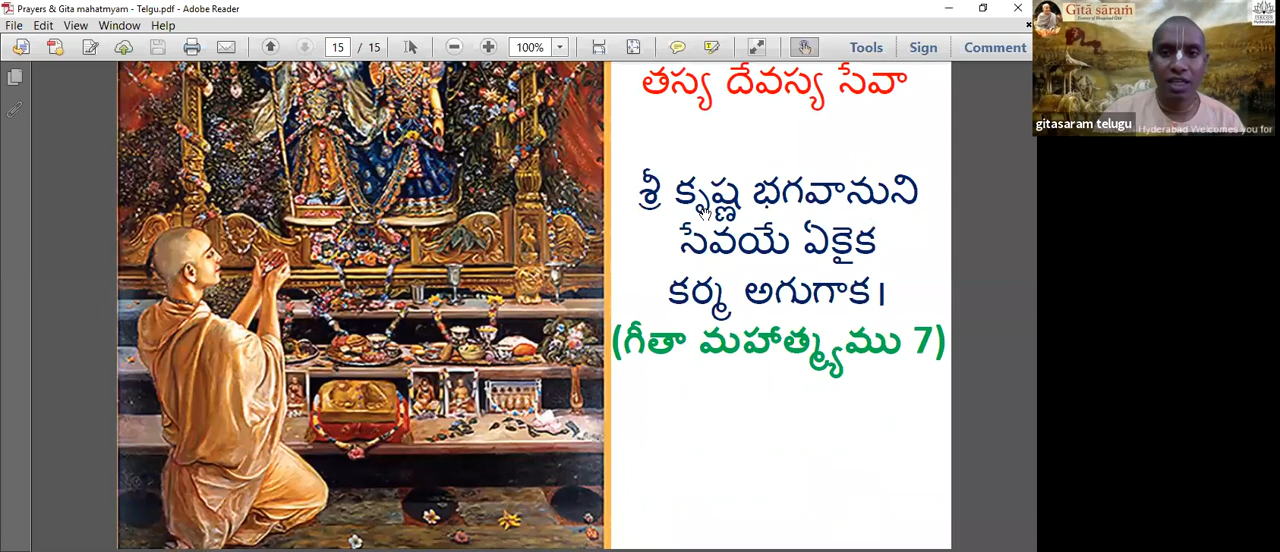 Prayers & Gita mahatmyam - Telgu.pdf - Adobe Reader
File Edit View Window Help
15 / 15
100%
Tools Sign Comment
తస్య దేవస్య సేవా
శ్రీ కృష్ణ భగవానుని
సేవయే ఏకైక
కర్మ అగుగాక।
(గీతా మహాత్మ్యము 7)
Gītā sāram
gitasaram telugu
Hyderabad Welcomes you for